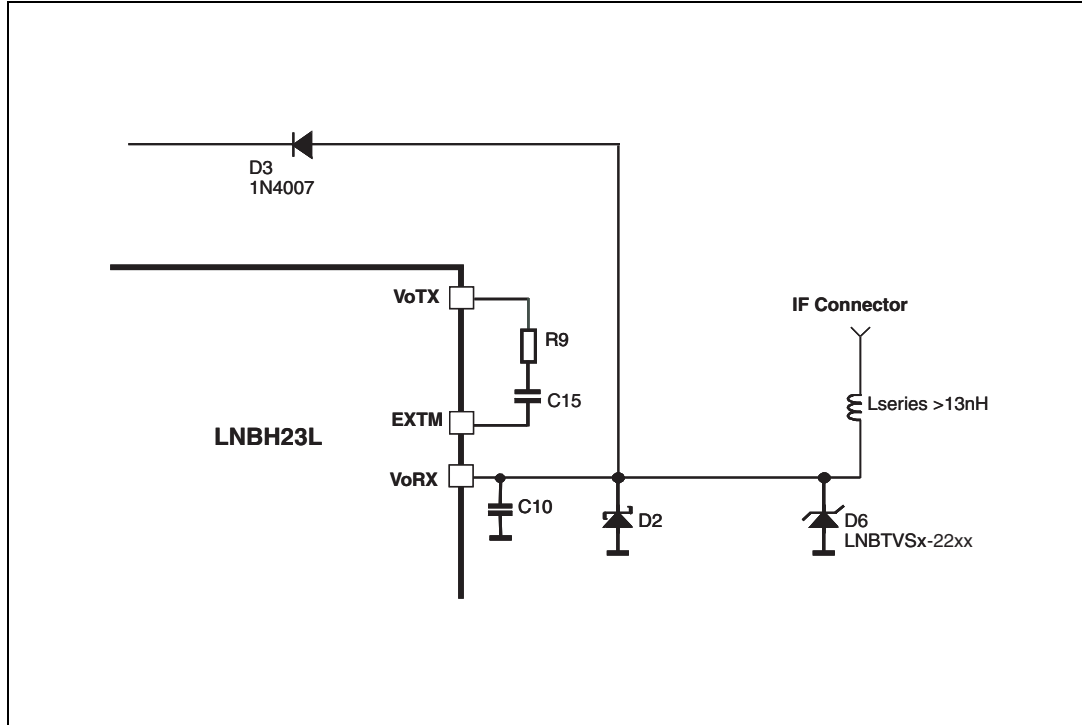 D3
1N4007
VoTX
R9
IF Connector
C15
Lseries >13nH
EXTM
LNBH23L
VoRX
C10
D2
D6
LNBTVSx-22xx